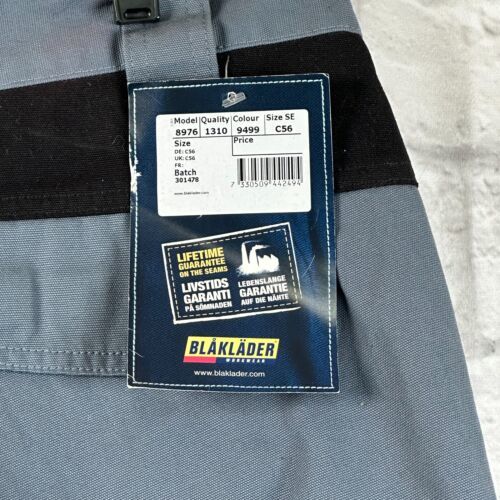 Model Quality Colour Size SE
8976 1310 9499 C56
Size Price
DE: C56
UK: C56
FR:
Batch
301478
www.blaklader.com
7 330509 442494
LIFETIME
GUARANTEE
ON THE SEAMS
LIVSTIDS
GARANTI
PÅ SÖMNADEN
LEBENSLANGE
GARANTIE
AUF DIE NÄHTE
BLÅKLÄDER
WORKWEAR
www.blaklader.com